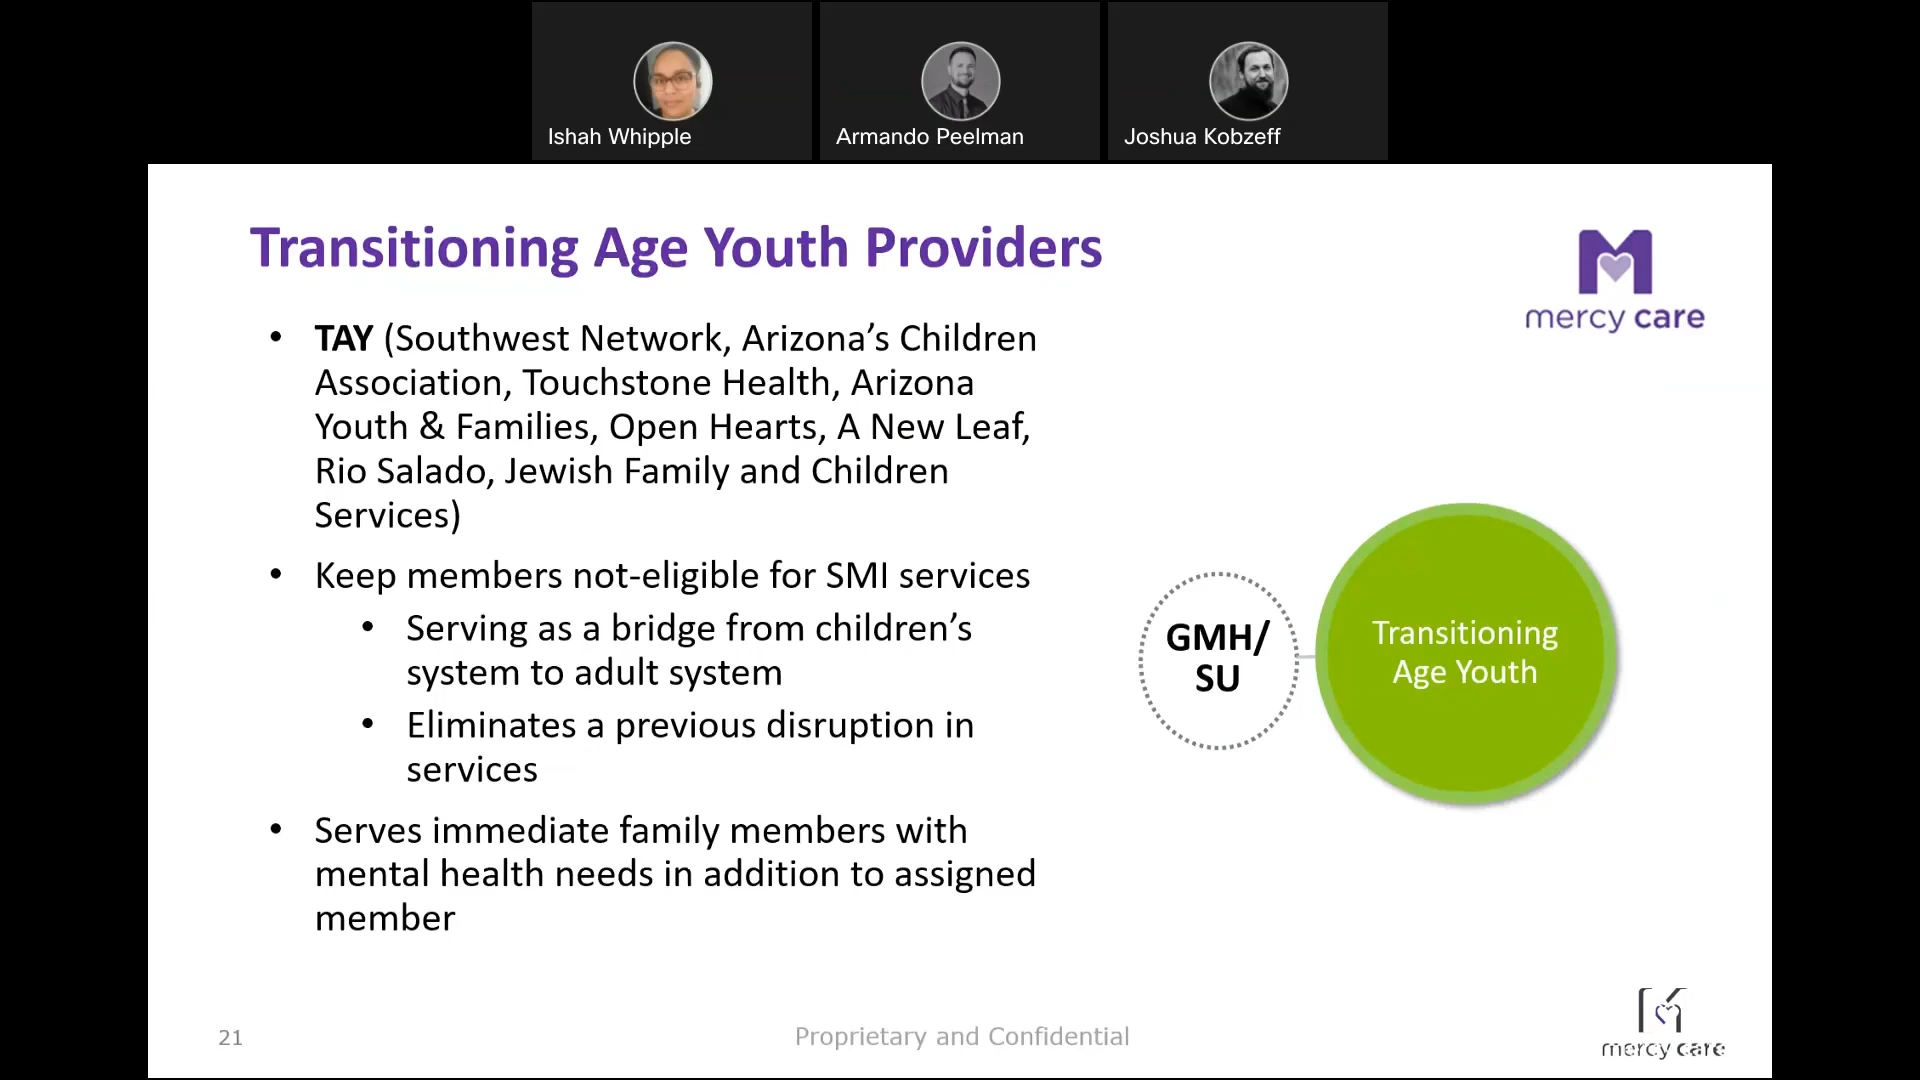 Ishah Whipple
Armando Peelman
Joshua Kobzeff
Transitioning Age Youth Providers
mercy care
• TAY (Southwest Network, Arizona’s Children
Association, Touchstone Health, Arizona
Youth & Families, Open Hearts, A New Leaf,
Rio Salado, Jewish Family and Children
Services)
• Keep members not-eligible for SMI services
• Serving as a bridge from children’s
system to adult system
• Eliminates a previous disruption in
services
• Serves immediate family members with
mental health needs in addition to assigned
member
GMH/
SU
Transitioning
Age Youth
21
Proprietary and Confidential
mercy care